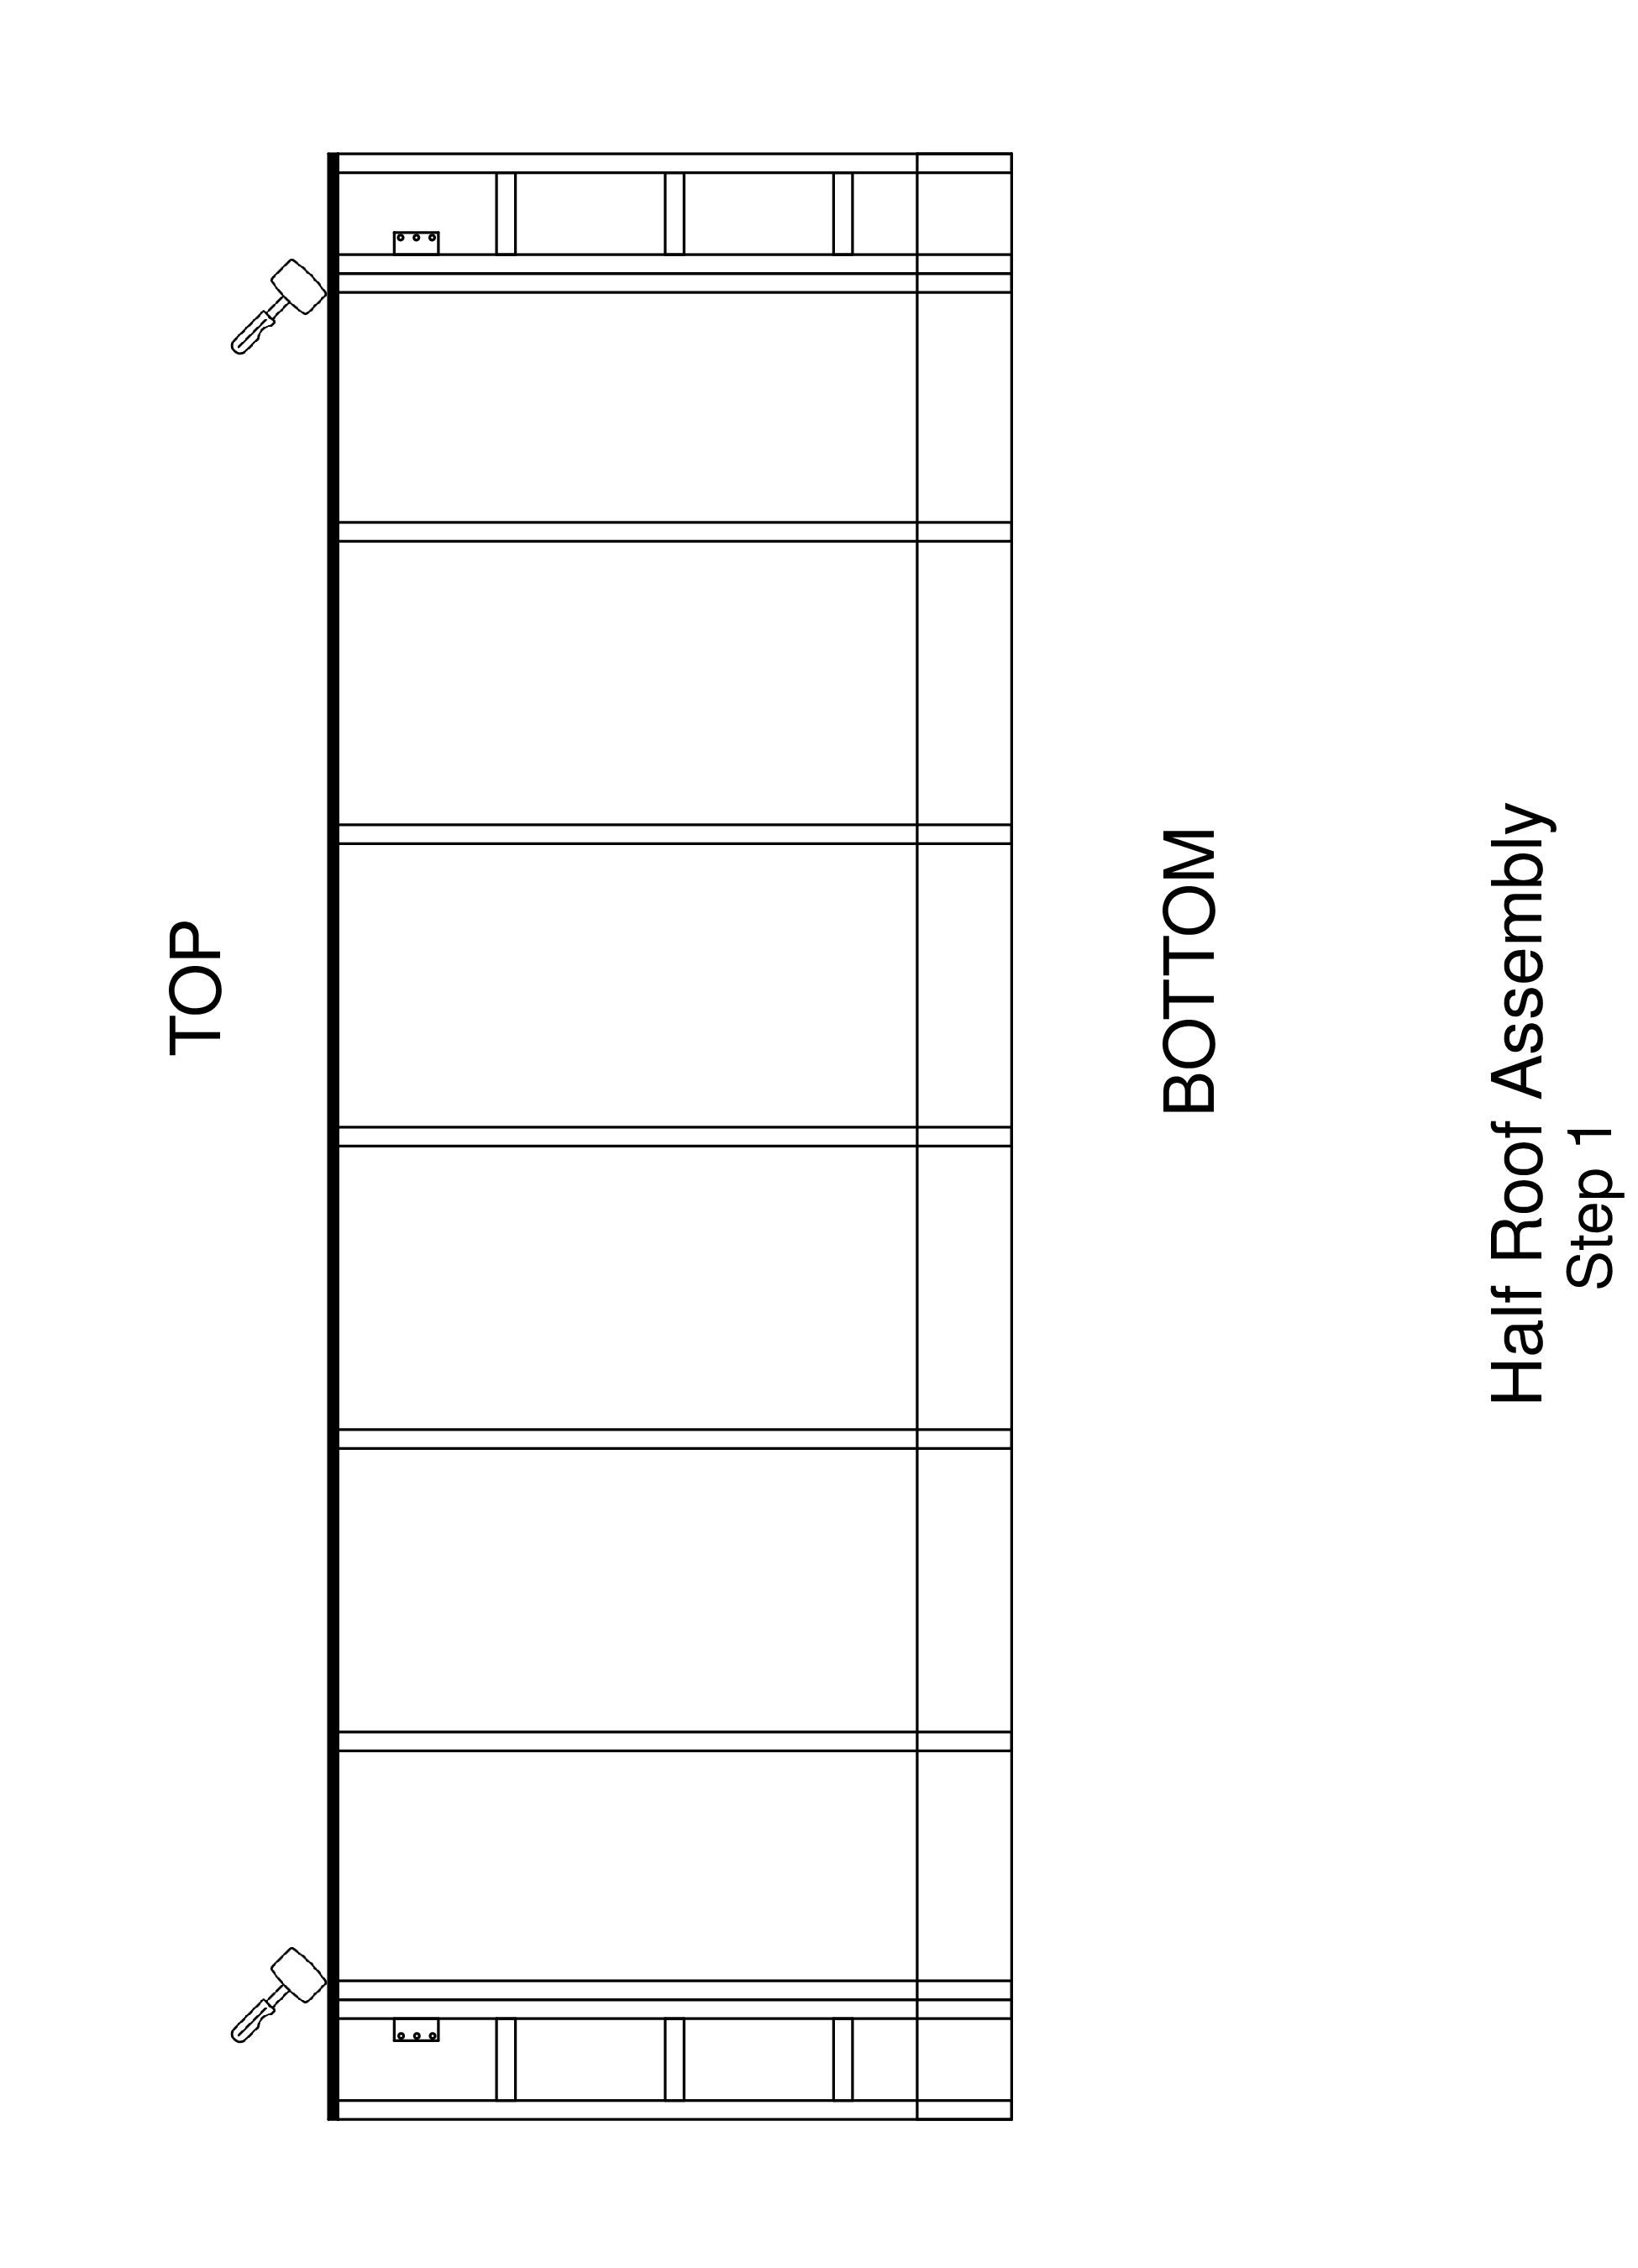 TOP
BOTTOM
Half Roof Assembly
Step 1